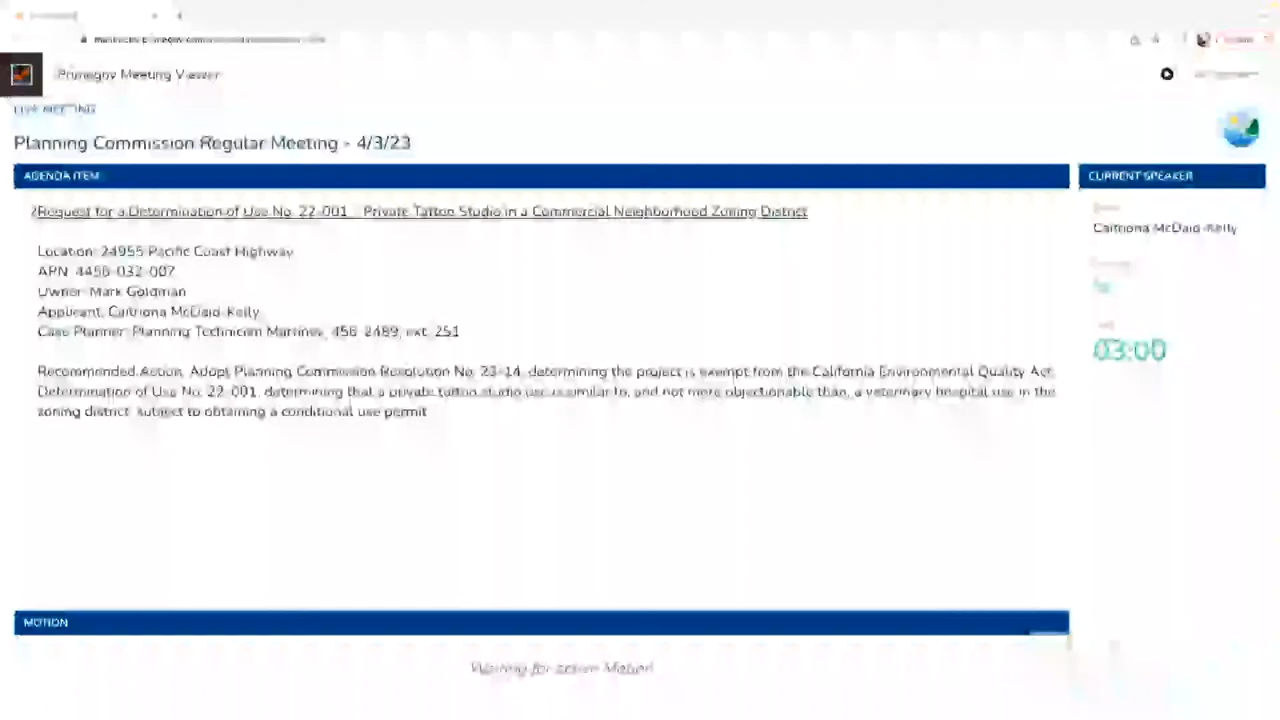 Primegov Meeting Viewer
LIVE MEETING
Planning Commission Regular Meeting - 4/3/23
AGENDA ITEM
CURRENT SPEAKER
Request for a Determination of Use No. 22-001 Private Tattoo Studio in a Commercial Neighborhood Zoning District
Caitriona McDaid-Kelly
Location: 24955 Pacific Coast Highway
APN: 4458-032-007
Owner: Mark Goldman
Applicant: Caitriona McDaid-Kelly
Case Planner: Planning Technician Martinez, 456-2489, ext. 251
03:00
Recommended Action: Adopt Planning Commission Resolution No. 23-14, determining the project is exempt from the California Environmental Quality Act,
Determination of Use No. 22-001, determining that a private tattoo studio use is similar to, and not more objectionable than, a veterinary hospital use in the
zoning district, subject to obtaining a conditional use permit
MOTION
Waiting for active Motion!